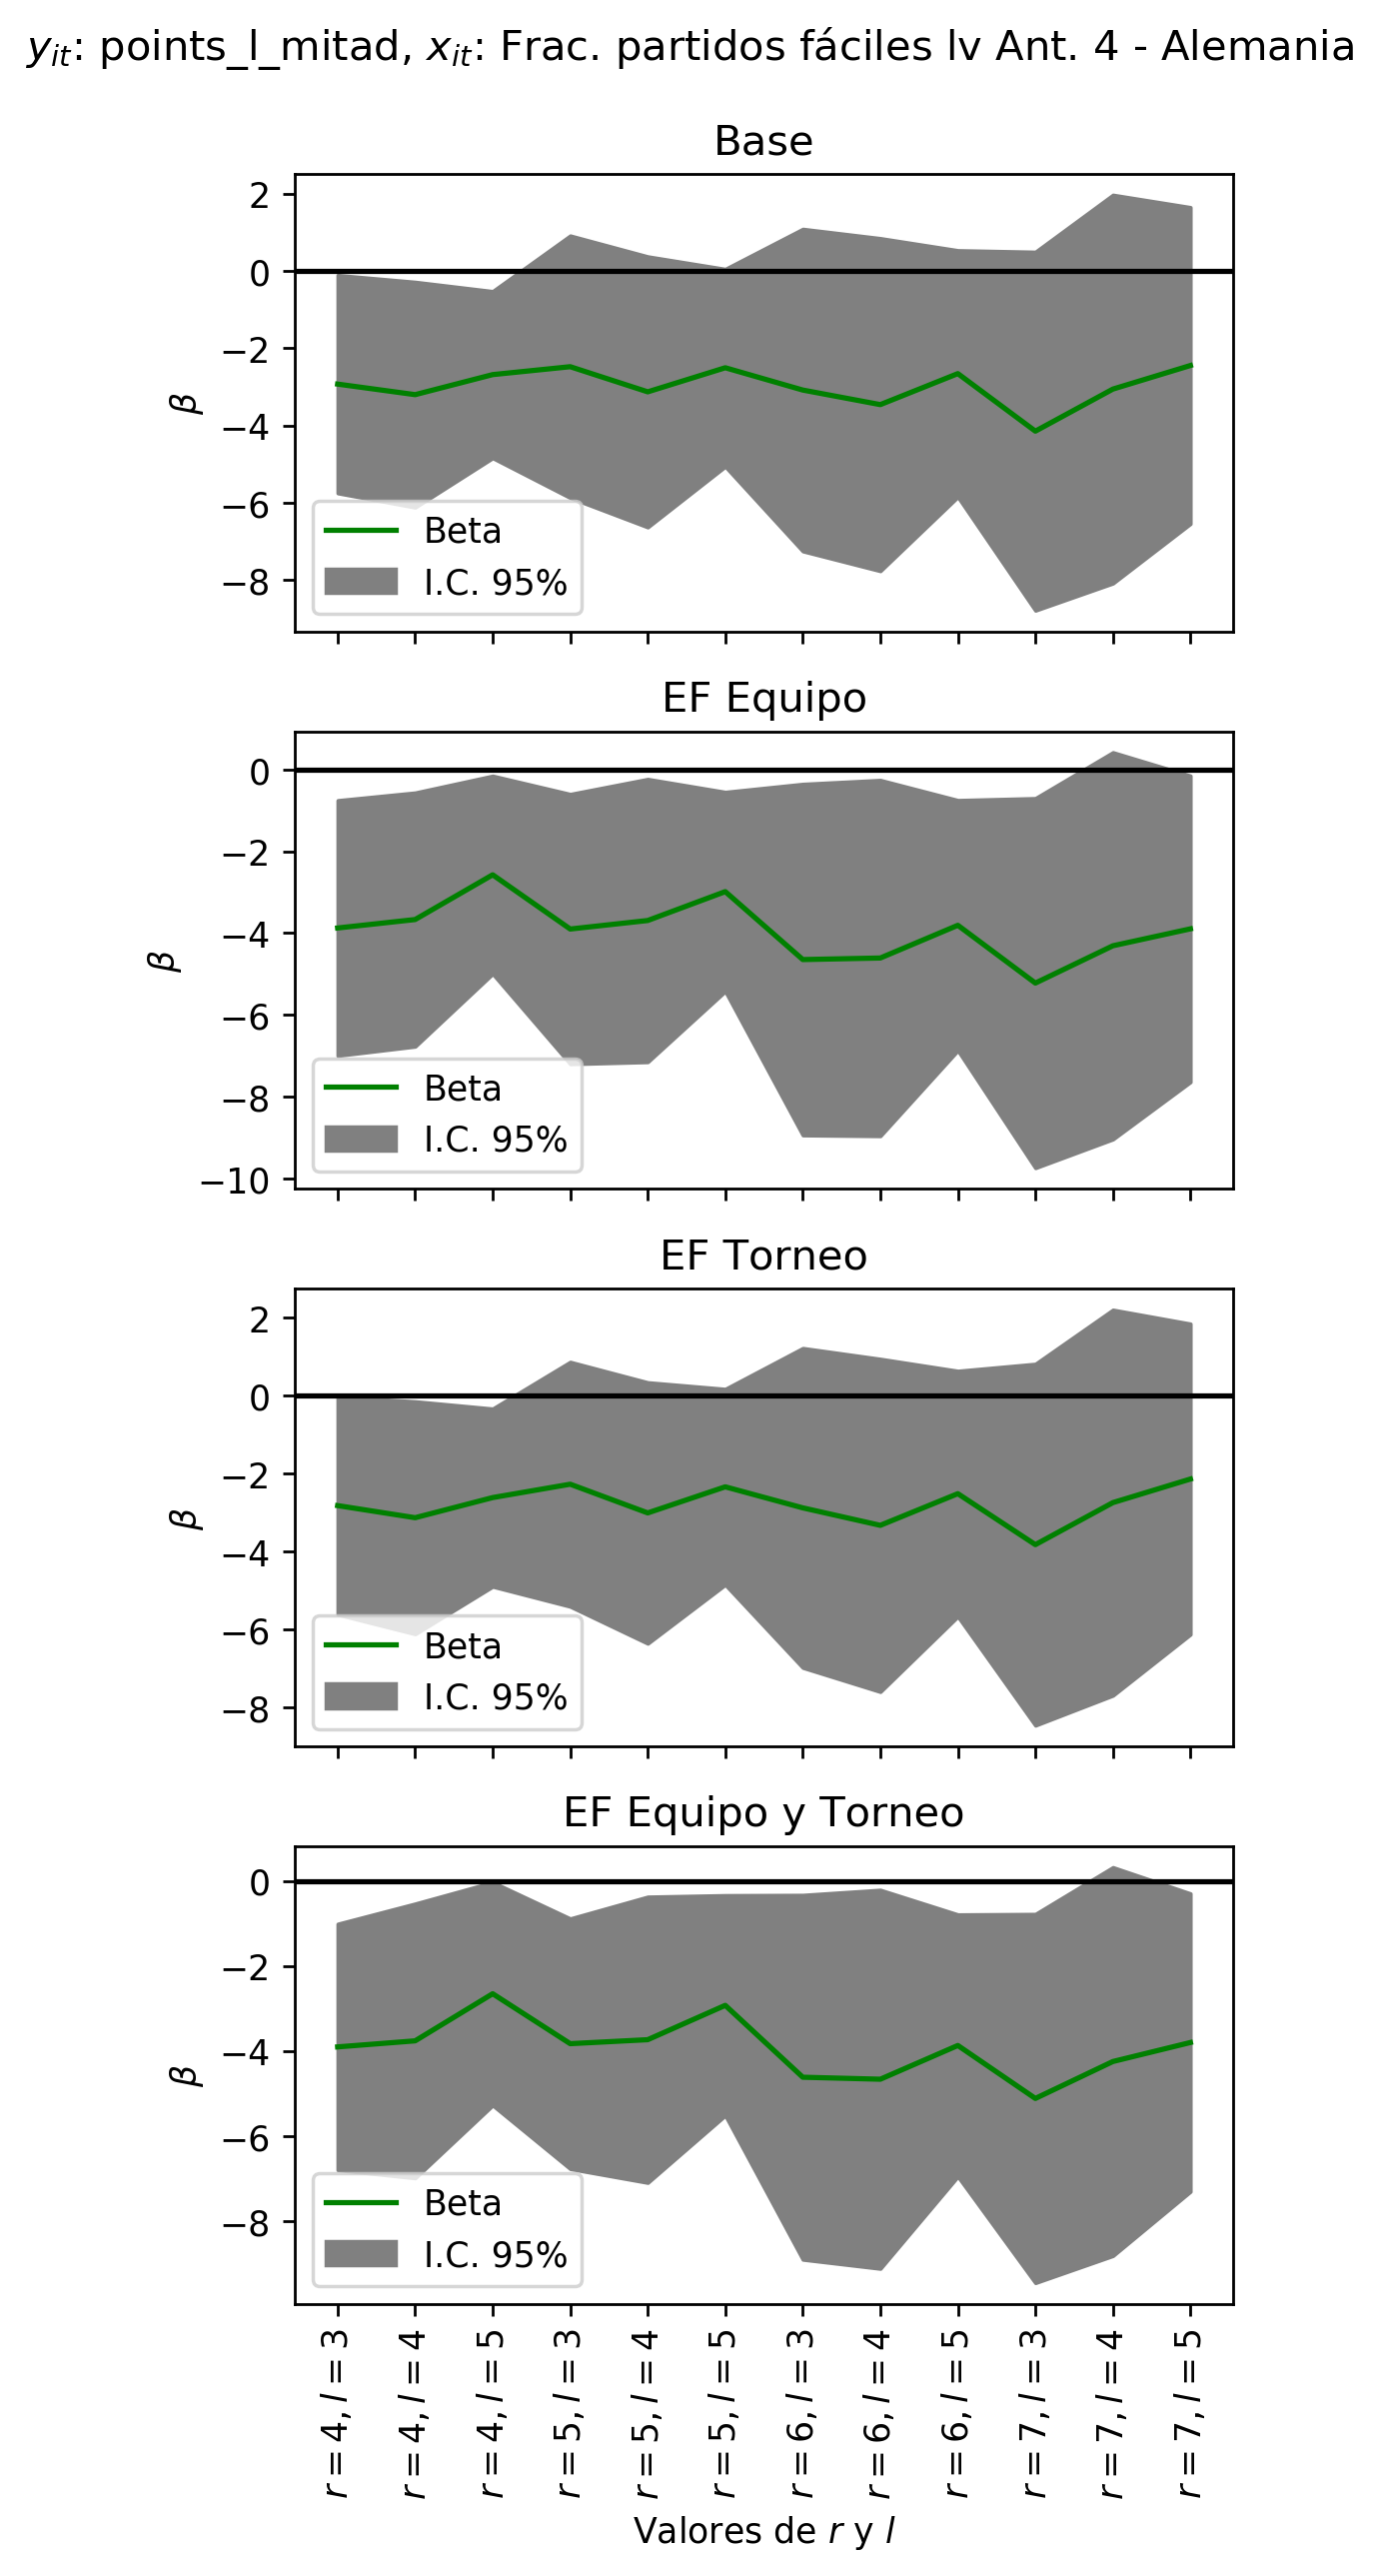 y_it: points_l_mitad, x_it: Frac. partidos fáciles lv Ant. 4 - Alemania
Base
2
0
−2
−4
−6
−8
β
Beta
I.C. 95%
EF Equipo
0
−2
−4
−6
−8
−10
β
Beta
I.C. 95%
EF Torneo
2
0
−2
−4
−6
−8
β
Beta
I.C. 95%
EF Equipo y Torneo
0
−2
−4
−6
−8
β
Beta
I.C. 95%
r = 4, l = 3
r = 4, l = 4
r = 4, l = 5
r = 5, l = 3
r = 5, l = 4
r = 5, l = 5
r = 6, l = 3
r = 6, l = 4
r = 6, l = 5
r = 7, l = 3
r = 7, l = 4
r = 7, l = 5
Valores de r y l